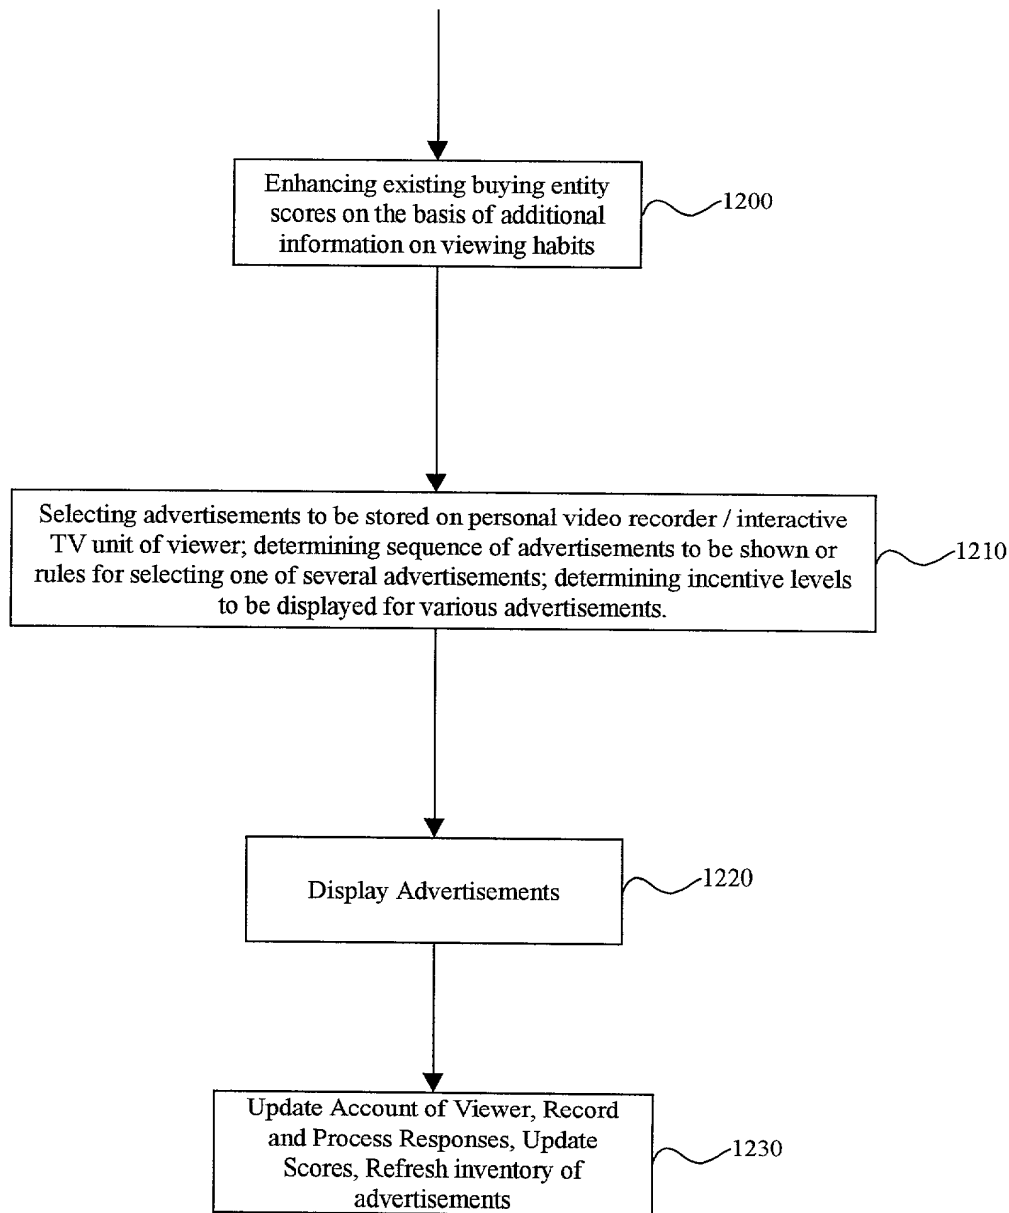 Enhancing existing buying entity
scores on the basis of additional
information on viewing habits
1200
Selecting advertisements to be stored on personal video recorder / interactive
TV unit of viewer; determining sequence of advertisements to be shown or
rules for selecting one of several advertisements; determining incentive levels
to be displayed for various advertisements.
1210
Display Advertisements
1220
Update Account of Viewer, Record
and Process Responses, Update
Scores, Refresh inventory of
advertisements
1230